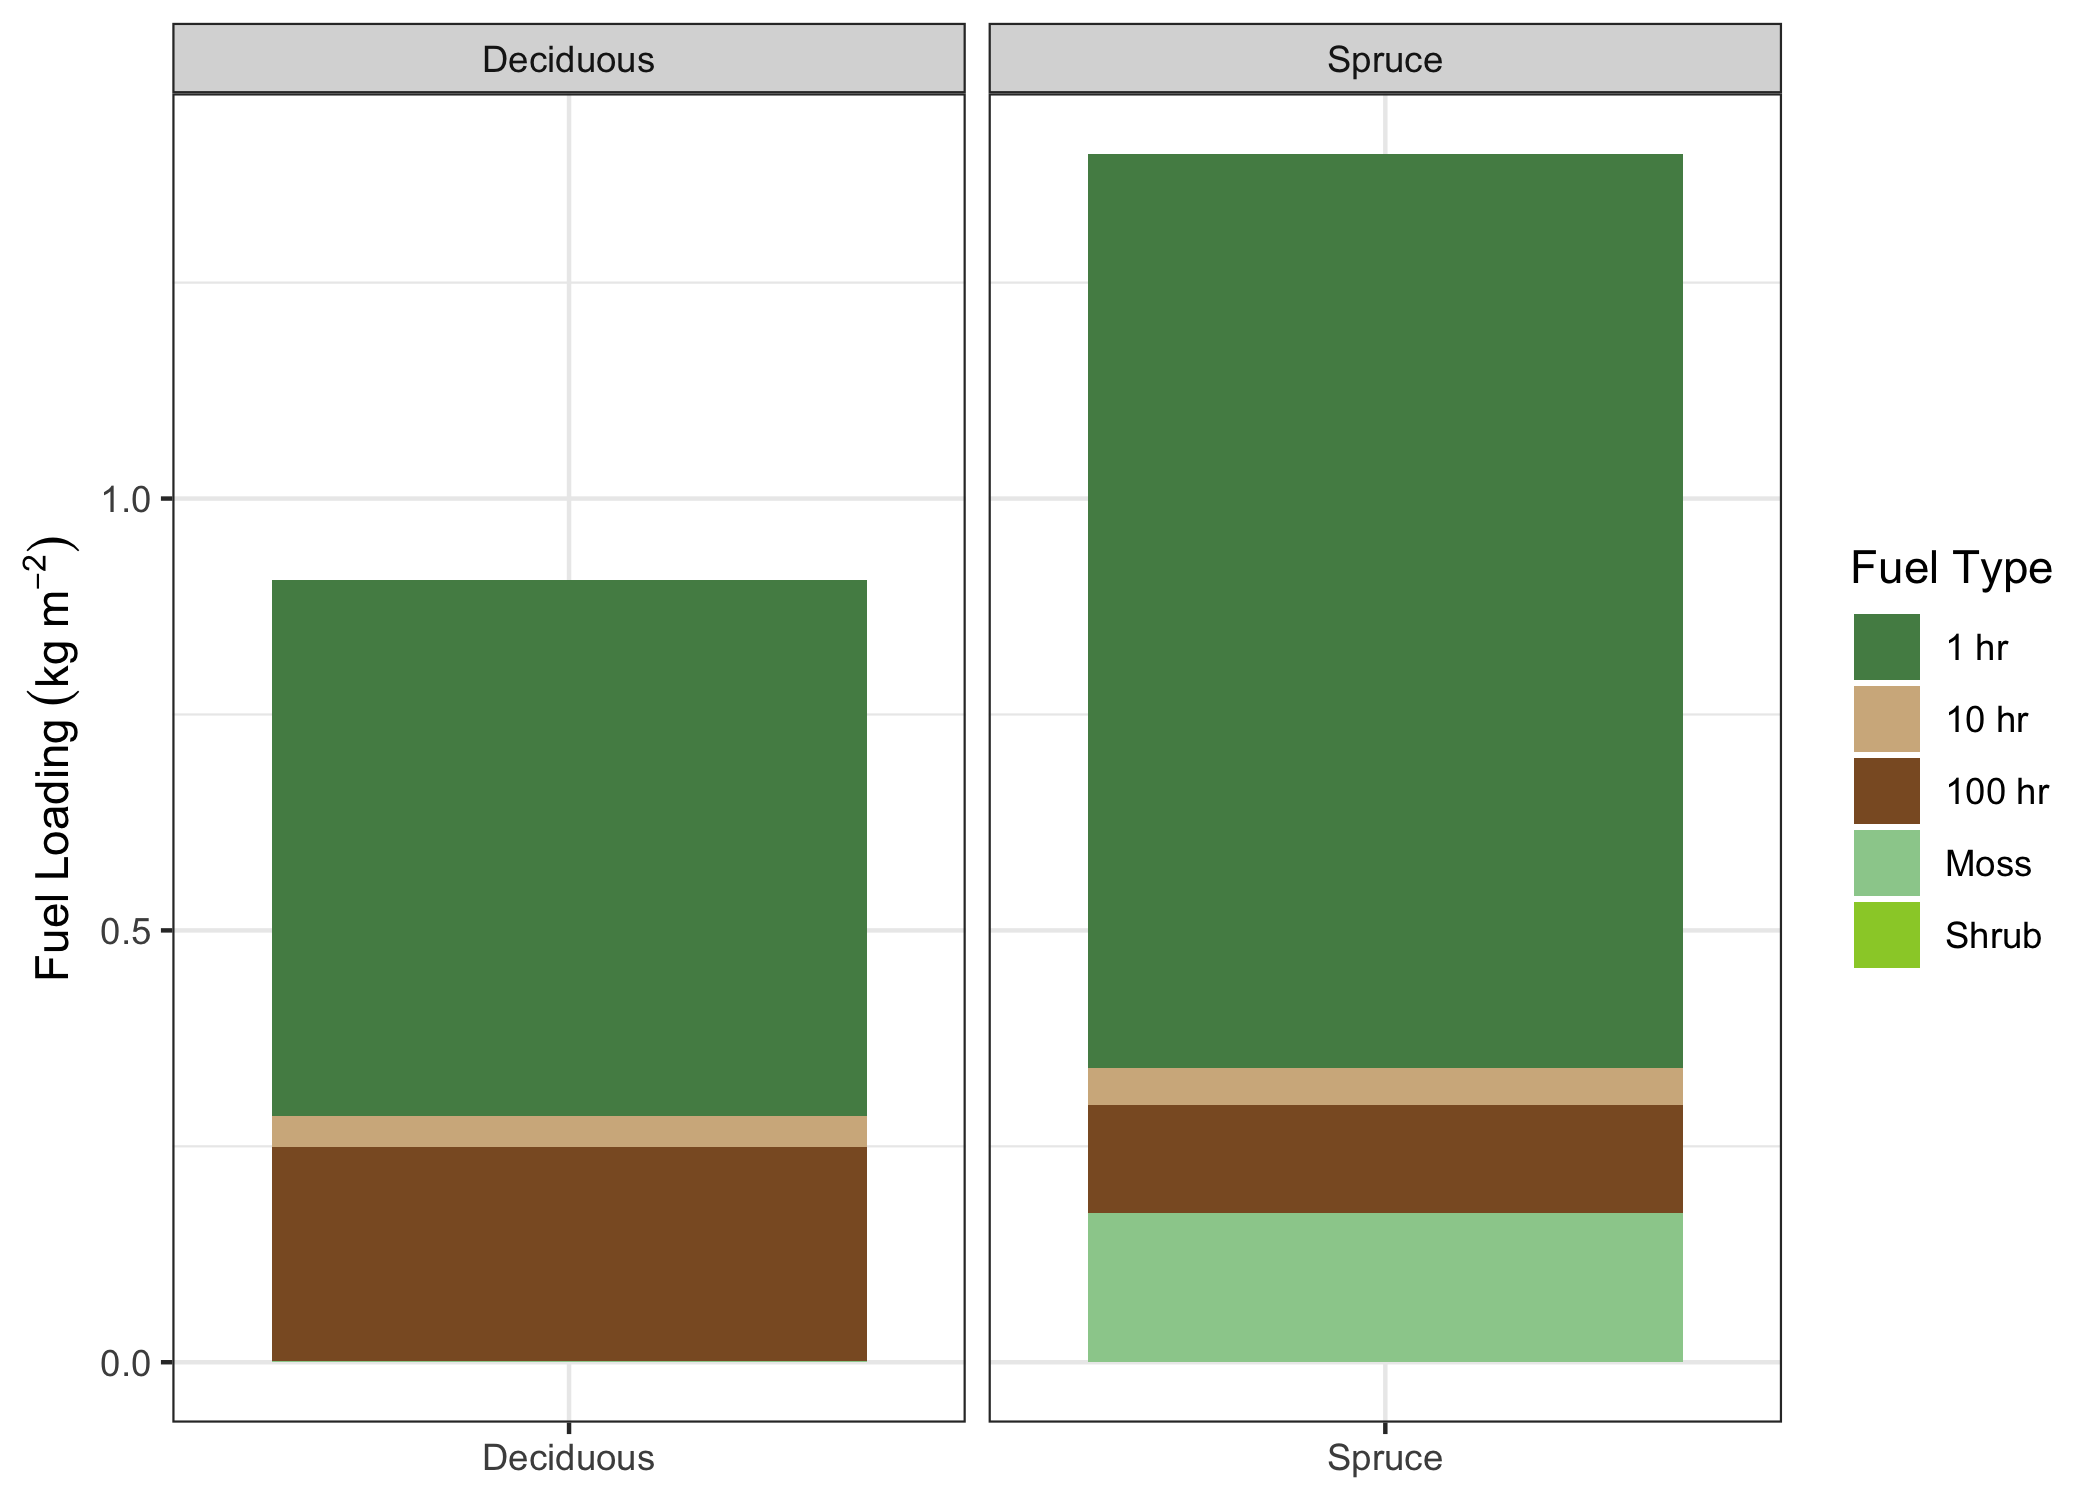 Deciduous
Spruce
Fuel Loading (kg m⁻²)
1.0
0.5
0.0
Deciduous
Spruce
Fuel Type
1 hr
10 hr
100 hr
Moss
Shrub